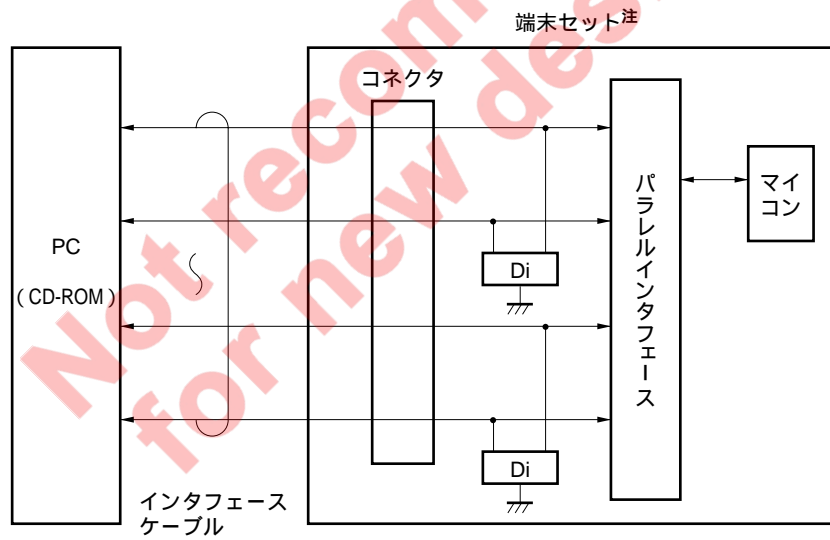 端末セット注
コネクタ
PC
(CD-ROM)
パラレルインタフェース
マイ
コン
Di
Di
インタフェース
ケーブル
Not recom
for new des